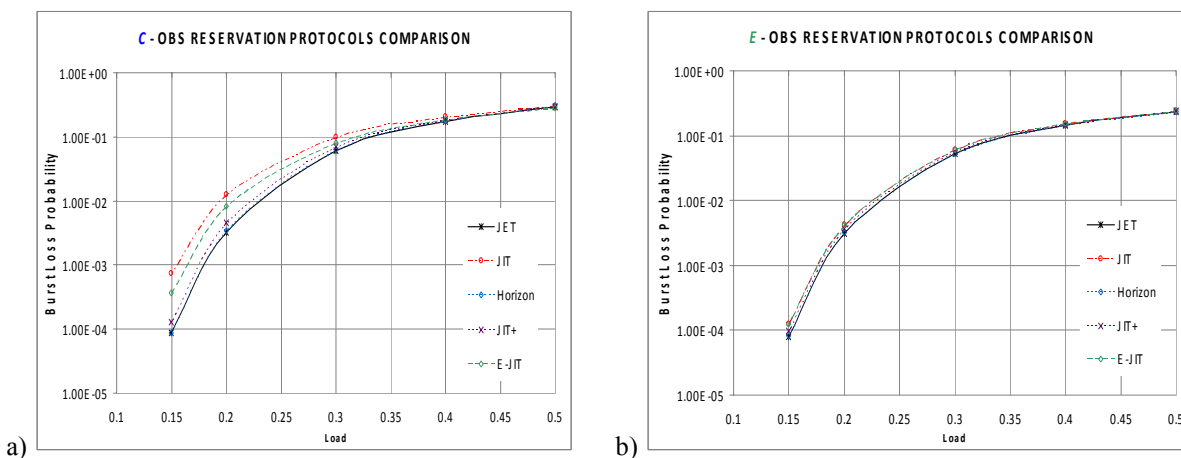 C - OBS RESERVATION PROTOCOLS COMPARISON
1.00E+00
1.00E-01
1.00E-02
1.00E-03
1.00E-04
1.00E-05
Burst Loss Probability
0.1 0.15 0.2 0.25 0.3 0.35 0.4 0.45 0.5
Load
JET
JIT
Horizon
JIT+
E-JIT
a)
E - OBS RESERVATION PROTOCOLS COMPARISON
1.00E+00
1.00E-01
1.00E-02
1.00E-03
1.00E-04
1.00E-05
Burst Loss Probability
0.1 0.15 0.2 0.25 0.3 0.35 0.4 0.45 0.5
Load
JET
JIT
Horizon
JIT+
E-JIT
b)